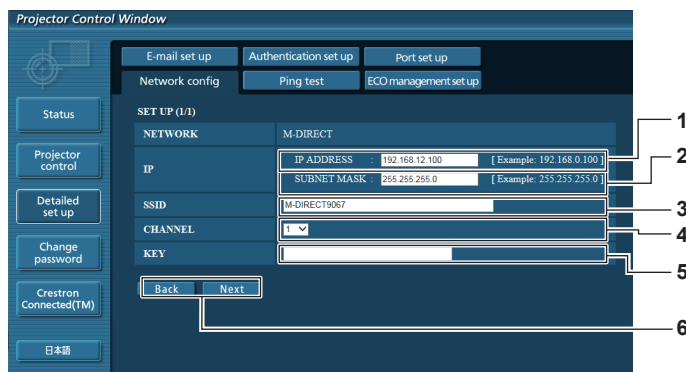 Projector Control Window
E-mail set up
Authentication set up
Port set up
Network config
Ping test
ECO management set up
Status
Projector
control
Detailed
set up
Change
password
Crestron
Connected(TM)
日本語
SET UP (1/1)
NETWORK M-DIRECT
IP
IP ADDRESS : 192.168.12.100 [ Example: 192.168.0.100 ]
SUBNET MASK : 255.255.255.0 [ Example: 255.255.255.0 ]
SSID M-DIRECT9067
CHANNEL 1
KEY
Back Next
1
2
3
4
5
6